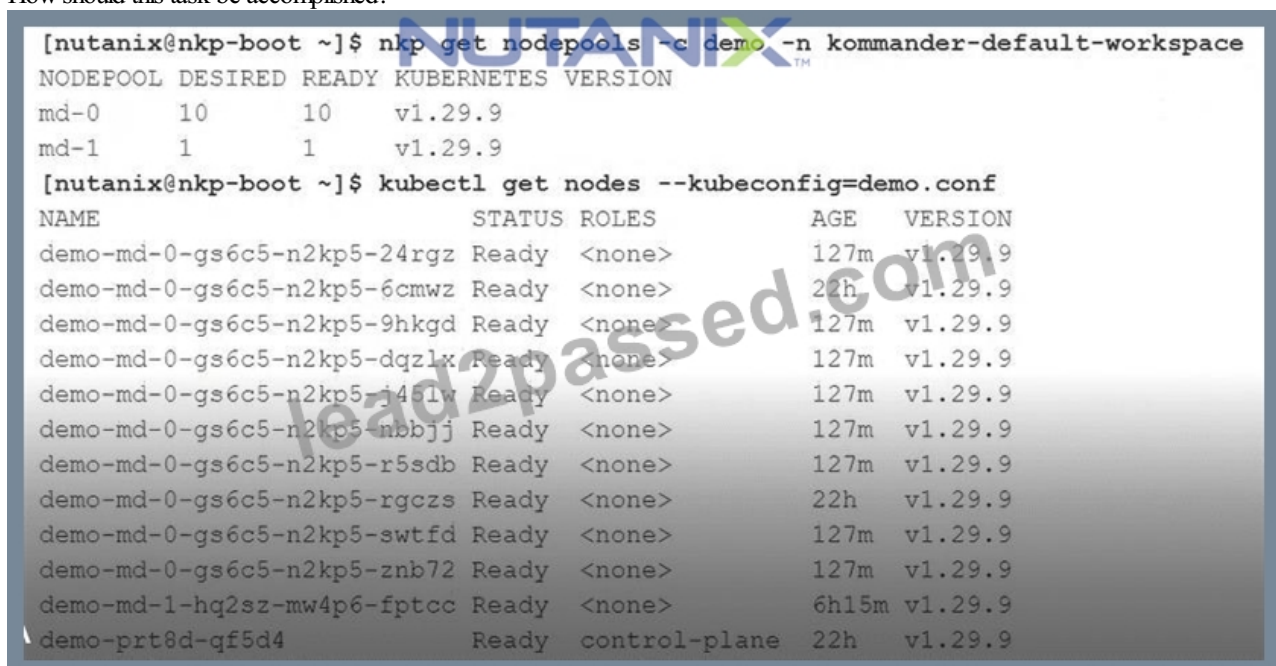 How should this task be accomplished?
NUTANIX™
[nutanix@nkp-boot ~]$ nkp get nodepools -c demo -n kommander-default-workspace
NODEPOOL DESIRED READY KUBERNETES VERSION
md-0 10 10 v1.29.9
md-1 1 1 v1.29.9
[nutanix@nkp-boot ~]$ kubectl get nodes --kubeconfig=demo.conf
NAME STATUS ROLES AGE VERSION
demo-md-0-gs6c5-n2kp5-24rgz Ready <none> 127m v1.29.9
demo-md-0-gs6c5-n2kp5-6cmwz Ready <none> 22h v1.29.9
demo-md-0-gs6c5-n2kp5-9hkgd Ready <none> 127m v1.29.9
demo-md-0-gs6c5-n2kp5-dqzlx Ready <none> 127m v1.29.9
demo-md-0-gs6c5-n2kp5-j45lw Ready <none> 127m v1.29.9
demo-md-0-gs6c5-n2kp5-nbbjj Ready <none> 127m v1.29.9
demo-md-0-gs6c5-n2kp5-r5sdb Ready <none> 127m v1.29.9
demo-md-0-gs6c5-n2kp5-rgczs Ready <none> 22h v1.29.9
demo-md-0-gs6c5-n2kp5-swtfd Ready <none> 127m v1.29.9
demo-md-0-gs6c5-n2kp5-znb72 Ready <none> 127m v1.29.9
demo-md-1-hq2sz-mw4p6-fptcc Ready <none> 6h15m v1.29.9
demo-prt8d-qf5d4 Ready control-plane 22h v1.29.9
lead2passed.com